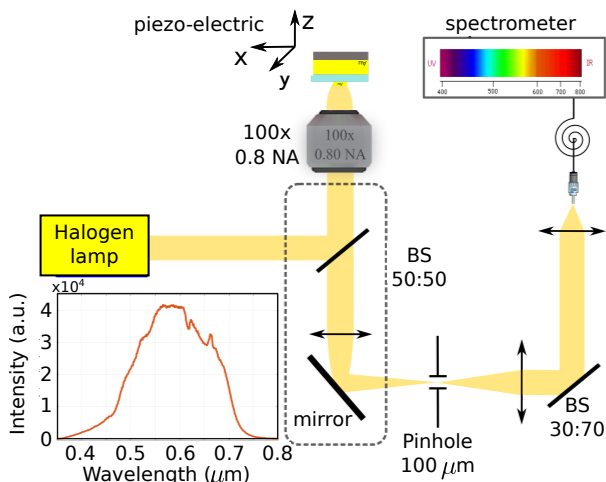 piezo-electric
z
x
y
spectrometer
UV
IR
400
500
600
700
800
100x
0.8 NA
100x
0.80 NA
Halogen
lamp
BS
50:50
x10⁴
Intensity (a.u.)
4
3
2
1
0
0.4
0.5
0.6
0.7
0.8
Wavelength (μm)
mirror
Pinhole
100 μm
BS
30:70